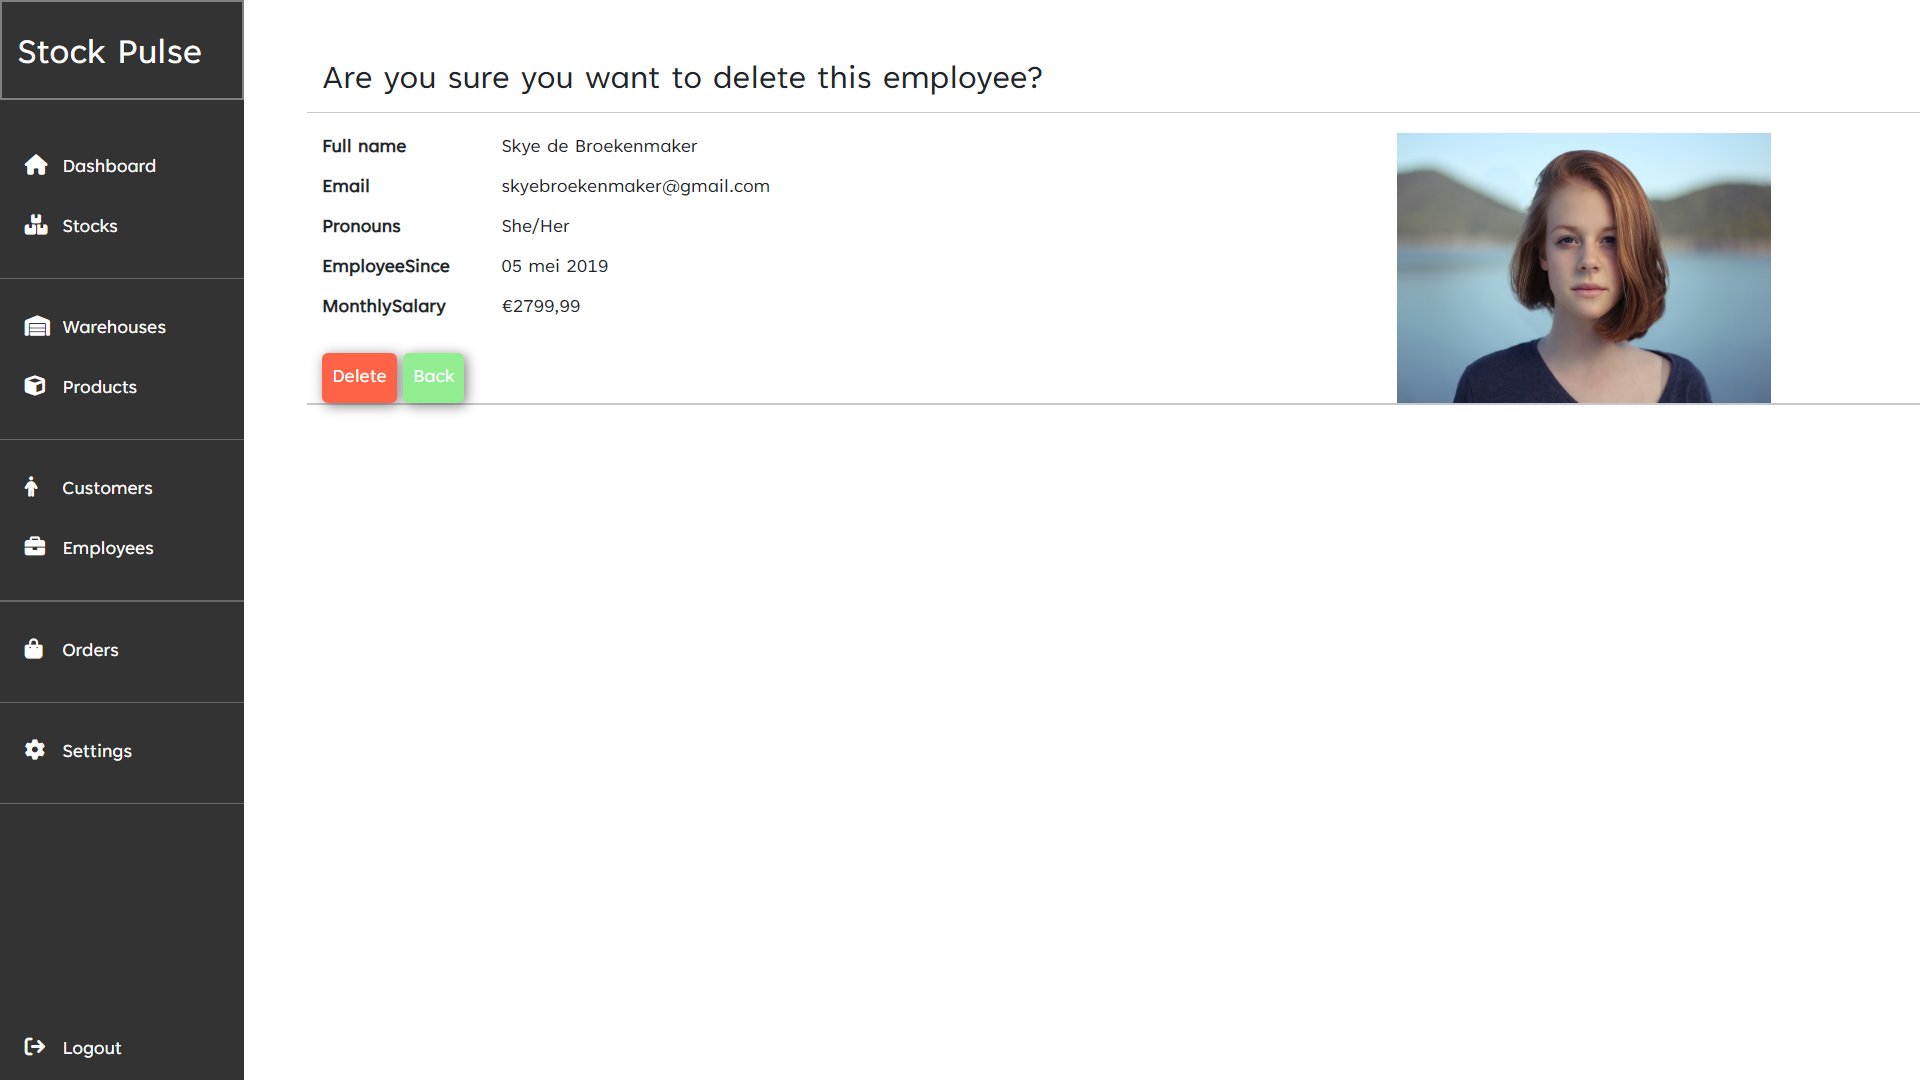 Stock Pulse
Dashboard
Stocks
Warehouses
Products
Customers
Employees
Orders
Settings
Logout
Are you sure you want to delete this employee?
Full name Skye de Broekenmaker
Email skyebroekenmaker@gmail.com
Pronouns She/Her
EmployeeSince 05 mei 2019
MonthlySalary €2799,99
Delete Back